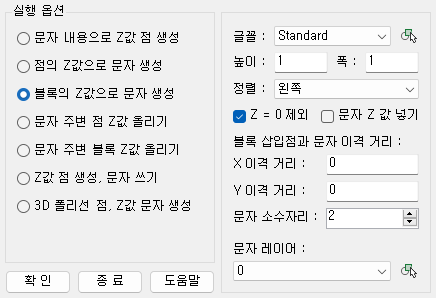 실행 옵션
문자 내용으로 Z값 점 생성
점의 Z값으로 문자 생성
블록의 Z값으로 문자 생성
문자 주변 점 Z값 올리기
문자 주변 블록 Z값 올리기
Z값 점 생성, 문자 쓰기
3D 폴리선 점, Z값 문자 생성
확 인 종 료 도움말
글꼴 : Standard
높이 : 1 폭 : 1
정렬 : 왼쪽
Z = 0 제외 문자 Z 값 넣기
블록 삽입점과 문자 이격 거리 :
X 이격 거리 : 0
Y 이격 거리 : 0
문자 소수자리 : 2
문자 레이어 :
0